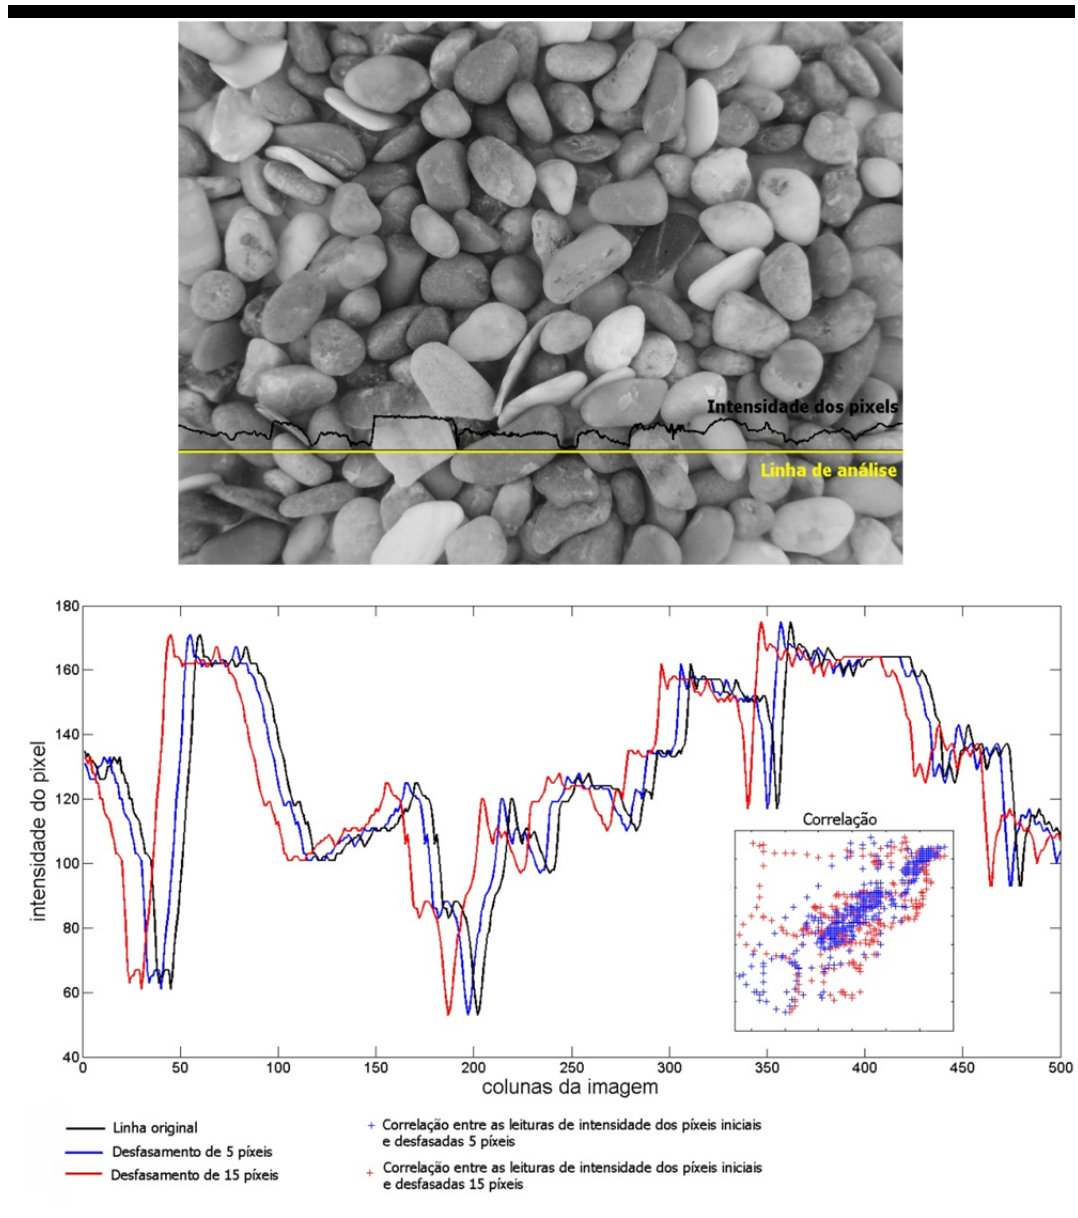 Intensidade dos pixels
Linha de análise
180
160
140
120
100
80
60
40
intensidade do pixel
Correlação
0 50 100 150 200 250 300 350 400 450 500
colunas da imagem
Linha original
Desfasamento de 5 píxeis
Desfasamento de 15 píxeis
+ Correlação entre as leituras de intensidade dos píxeis iniciais
e desfasadas 5 píxeis
+ Correlação entre as leituras de intensidade dos píxeis iniciais
e desfasadas 15 píxeis